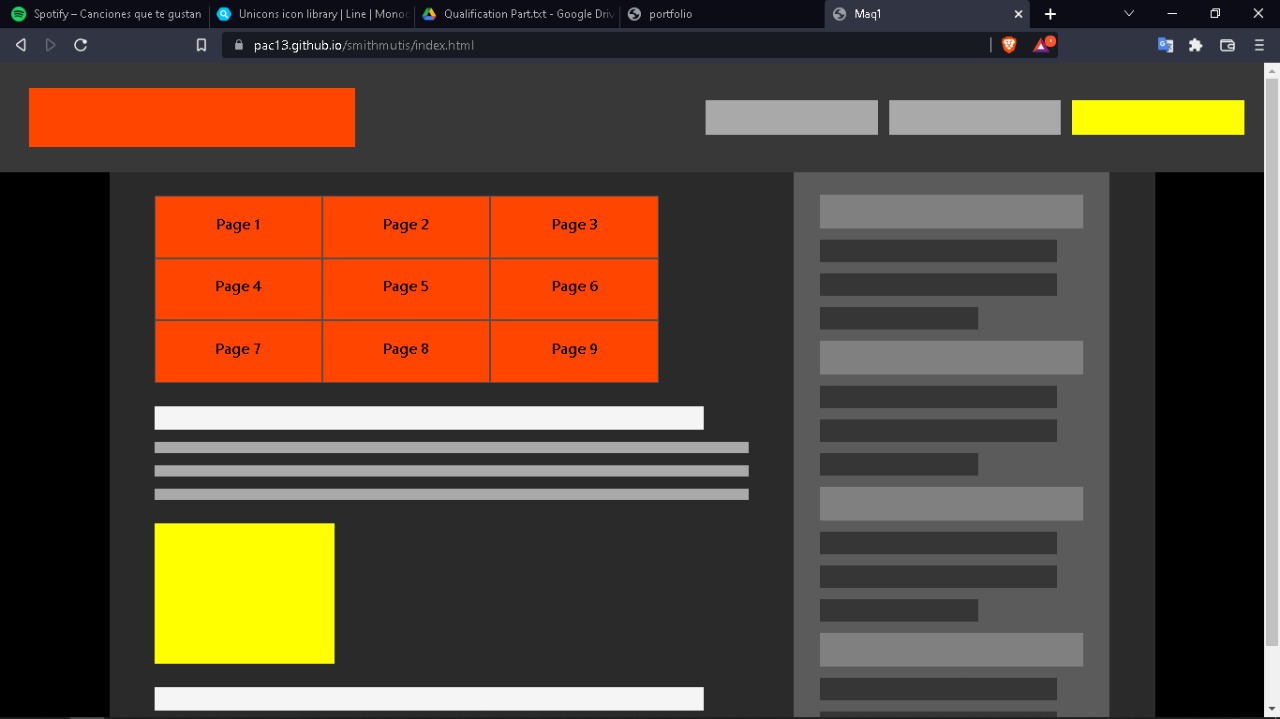 Spotify – Canciones que te gustan
Unicons icon library | Line | Mono
Qualification Part.txt - Google Driv
portfolio
Maq1
pac13.github.io/smithmutis/index.html
Page 1 Page 2 Page 3
Page 4 Page 5 Page 6
Page 7 Page 8 Page 9